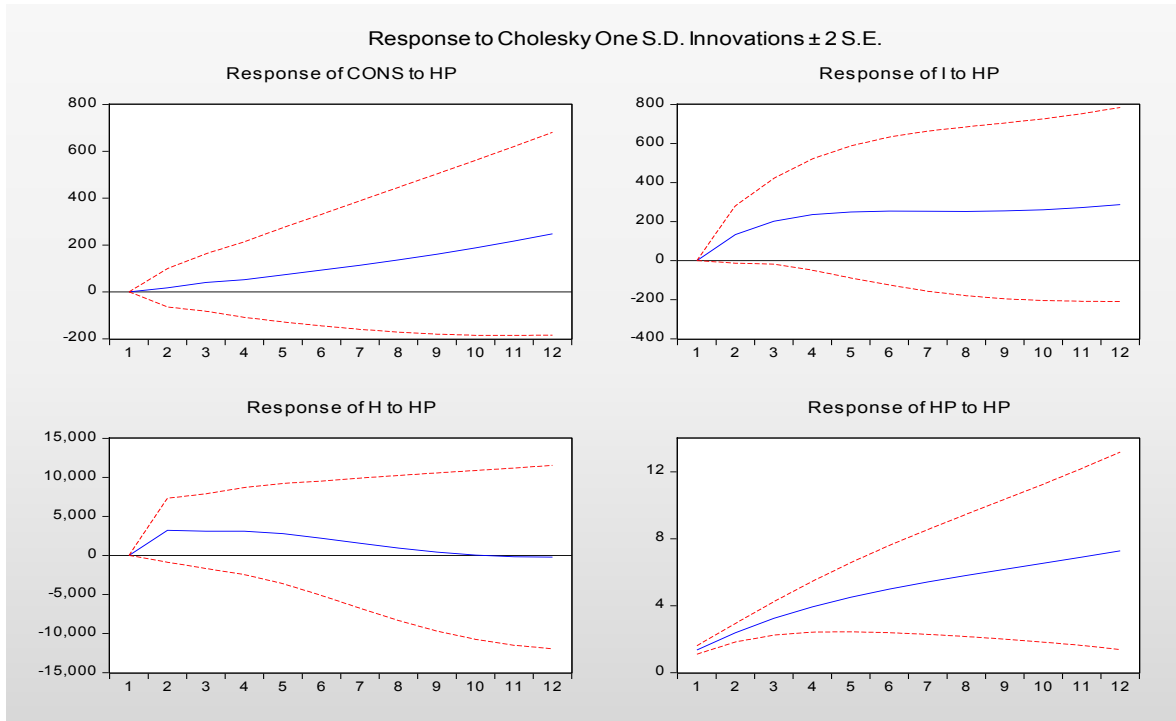 Response to Cholesky One S.D. Innovations ± 2 S.E.
Response of CONS to HP
800
600
400
200
0
-200
1 2 3 4 5 6 7 8 9 10 11 12
Response of I to HP
800
600
400
200
0
-200
-400
1 2 3 4 5 6 7 8 9 10 11 12
Response of H to HP
15,000
10,000
5,000
0
-5,000
-10,000
-15,000
1 2 3 4 5 6 7 8 9 10 11 12
Response of HP to HP
12
8
4
0
1 2 3 4 5 6 7 8 9 10 11 12